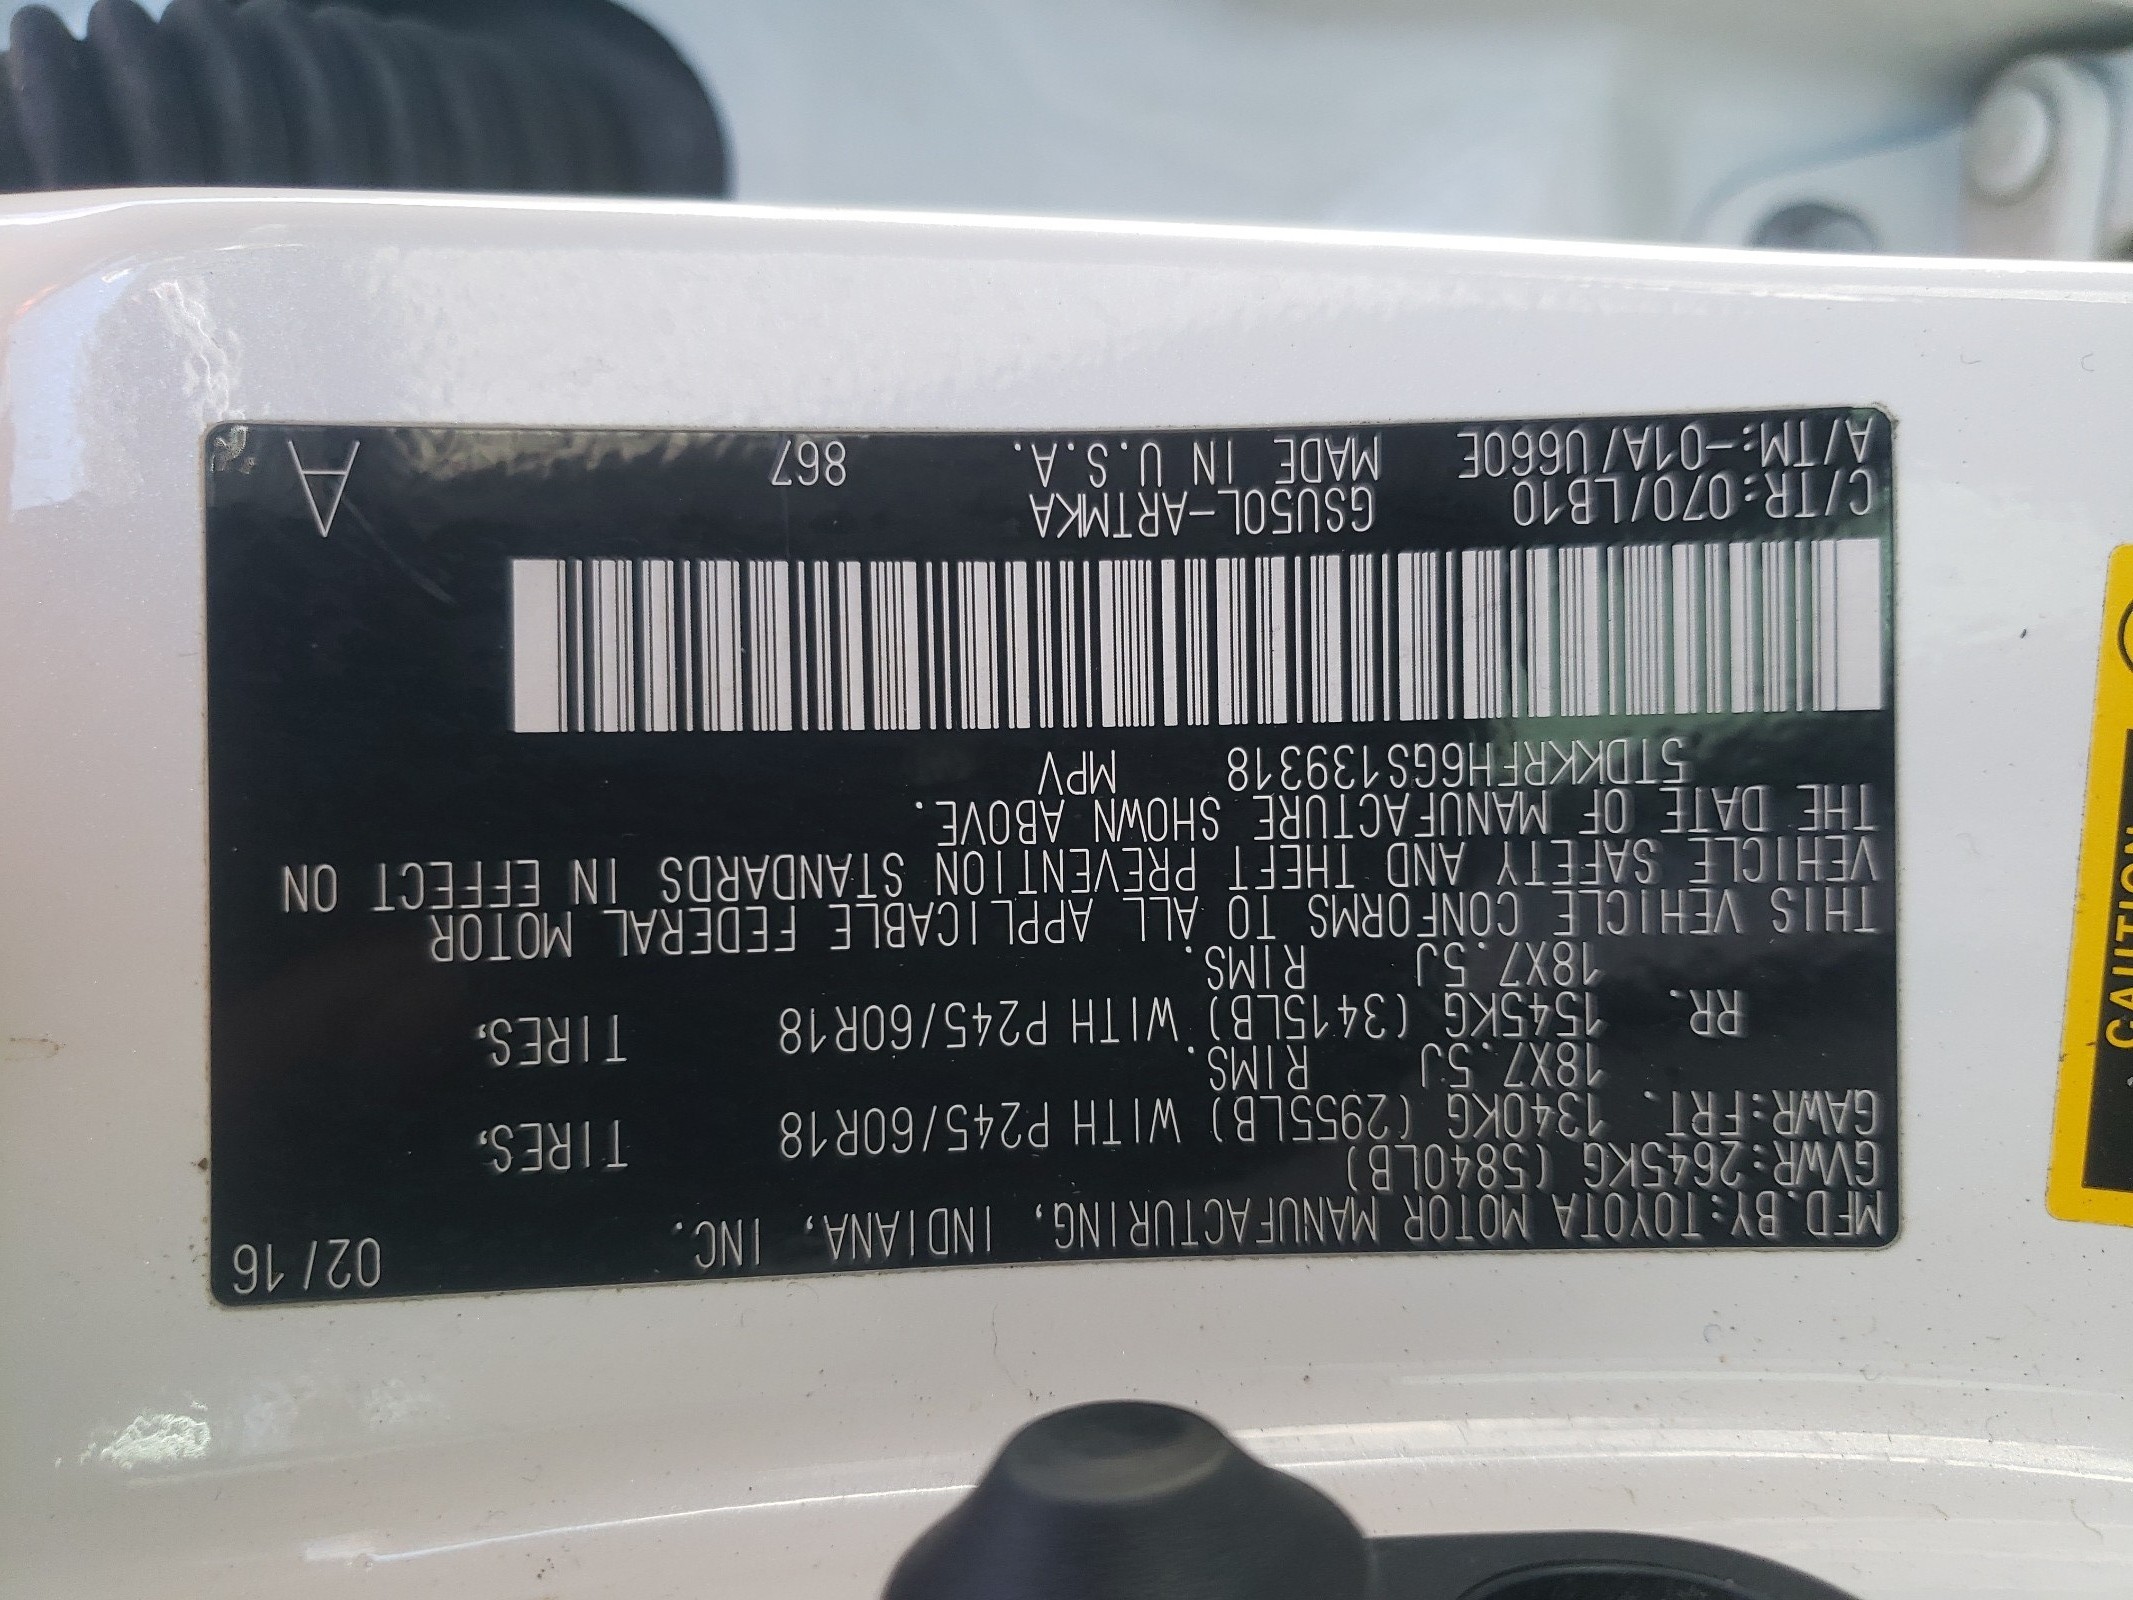 MFD.BY:TOYOTA MOTOR MANUFACTURING, INDIANA, INC. 02/16
GVWR:2645KG (5840LB)
GAWR:FRT. 1340KG (2955LB) WITH P245/60R18 TIRES,
18X7.5J RIMS.
RR. 1545KG (3415LB) WITH P245/60R18 TIRES,
18X7.5J RIMS.
THIS VEHICLE CONFORMS TO ALL APPLICABLE FEDERAL MOTOR
VEHICLE SAFETY AND THEFT PREVENTION STANDARDS IN EFFECT ON
THE DATE OF MANUFACTURE SHOWN ABOVE.
5TDKKRFH6GS139318 MPV
C/TR:070/LB10 GSU50L-ARTMKA A
A/TM:-01A/U660E MADE IN U.S.A. 867
CAUTION